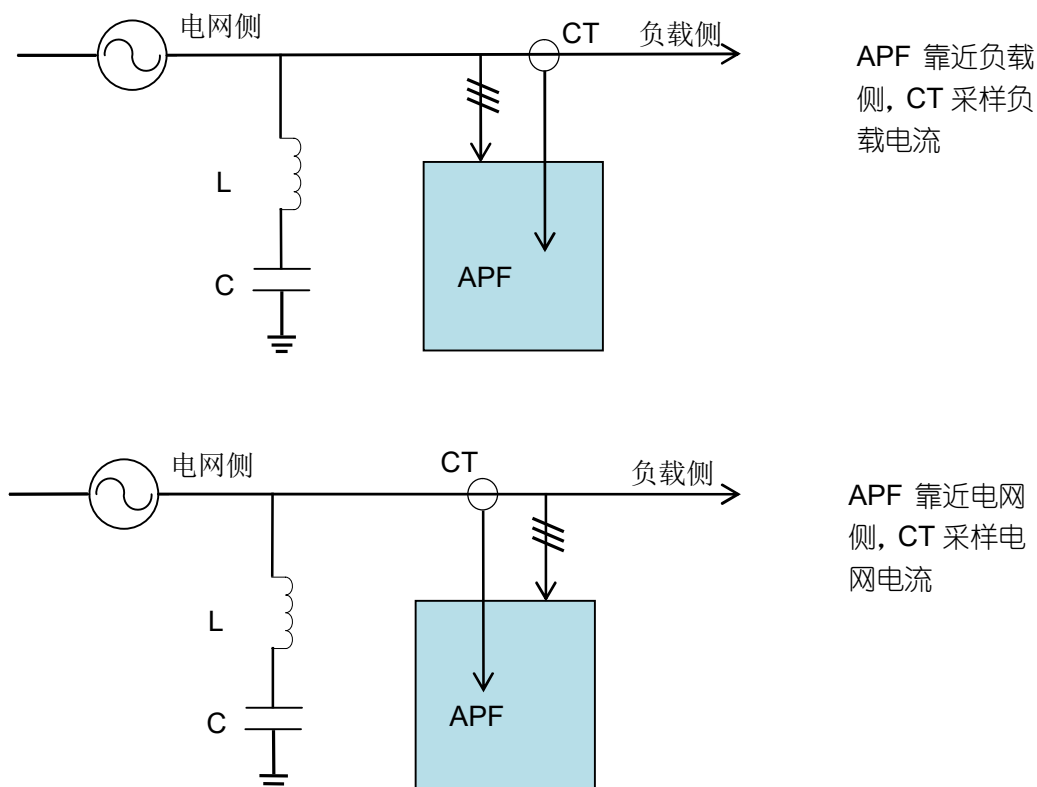 电网侧
CT
负载侧
L
C
APF
APF 靠近负载
侧, CT 采样负
载电流
电网侧
CT
负载侧
L
C
APF
APF 靠近电网
侧, CT 采样电
网电流